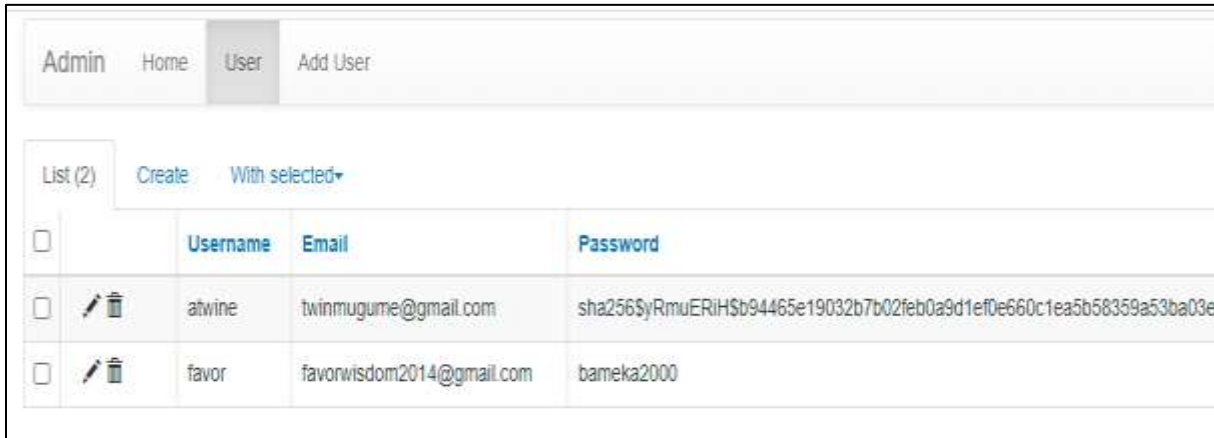 Admin Home User Add User
List (2) Create With selected
Username Email Password
atwine twinmugume@gmail.com sha256$yRmuERiH$b94465e19032b7b02feb0a9d1ef0e660c1ea5b58359a53ba03e
favor favorwisdom2014@gmail.com bameka2000